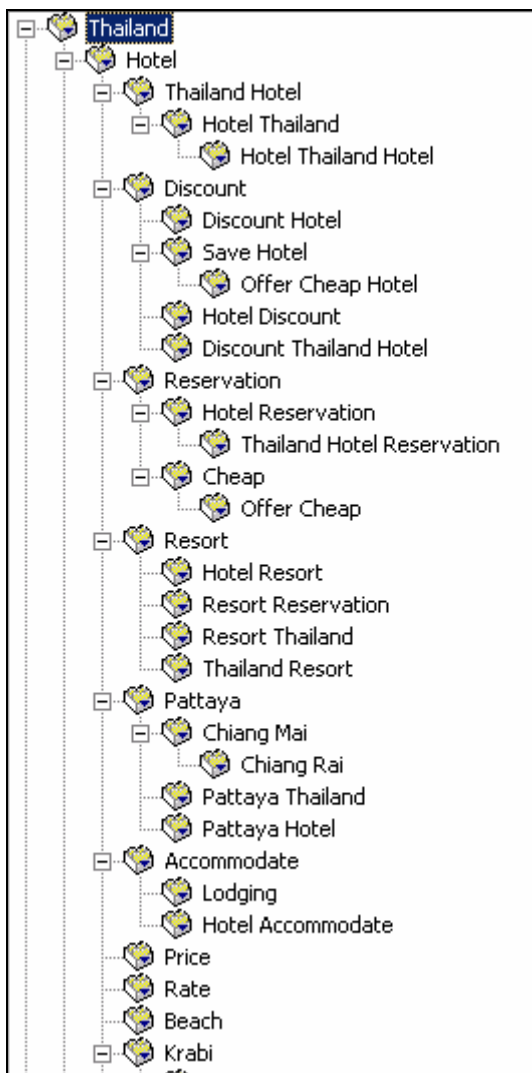 Thailand
Hotel
Thailand Hotel
Hotel Thailand
Hotel Thailand Hotel
Discount
Discount Hotel
Save Hotel
Offer Cheap Hotel
Hotel Discount
Discount Thailand Hotel
Reservation
Hotel Reservation
Thailand Hotel Reservation
Cheap
Offer Cheap
Resort
Hotel Resort
Resort Reservation
Resort Thailand
Thailand Resort
Pattaya
Chiang Mai
Chiang Rai
Pattaya Thailand
Pattaya Hotel
Accommodate
Lodging
Hotel Accommodate
Price
Rate
Beach
Krabi